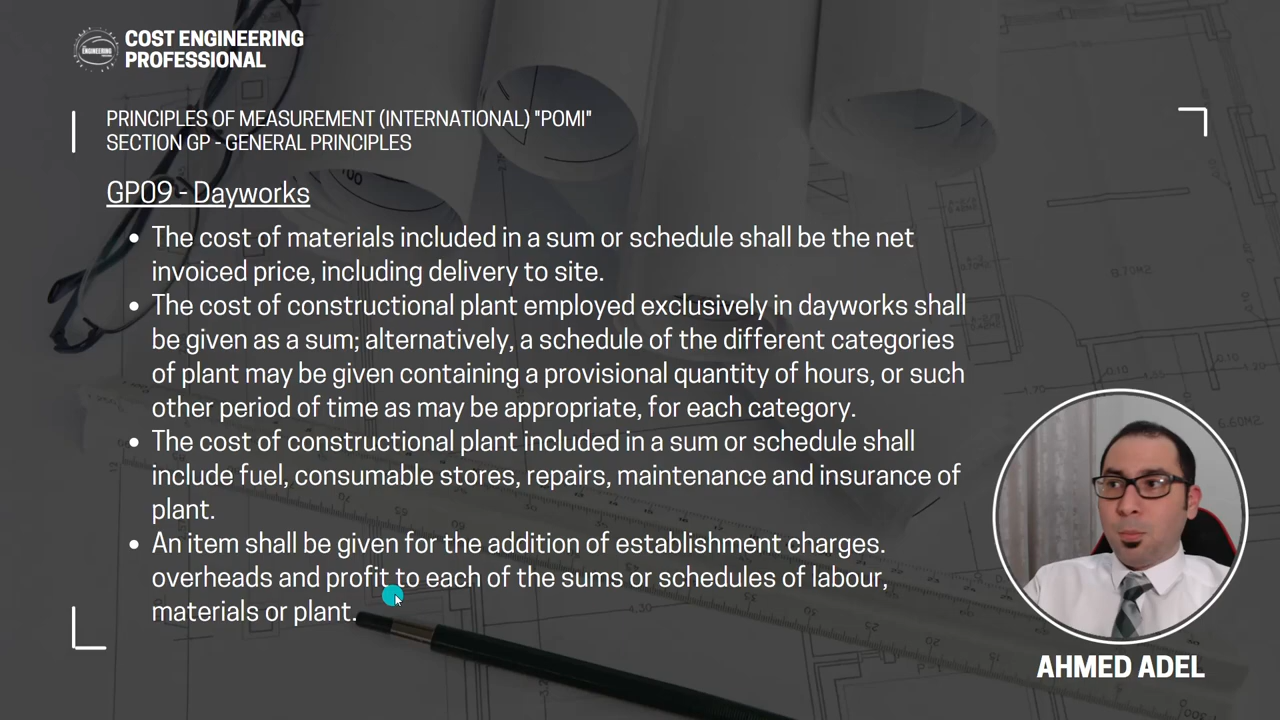 COST ENGINEERING
PROFESSIONAL
ENGINEERING
PRINCIPLES OF MEASUREMENT (INTERNATIONAL) "POMI"
SECTION GP - GENERAL PRINCIPLES
GP09 - Dayworks
• The cost of materials included in a sum or schedule shall be the net
invoiced price, including delivery to site.
• The cost of constructional plant employed exclusively in dayworks shall
be given as a sum; alternatively, a schedule of the different categories
of plant may be given containing a provisional quantity of hours, or such
other period of time as may be appropriate, for each category.
• The cost of constructional plant included in a sum or schedule shall
include fuel, consumable stores, repairs, maintenance and insurance of
plant.
• An item shall be given for the addition of establishment charges.
overheads and profit to each of the sums or schedules of labour,
materials or plant.
AHMED ADEL